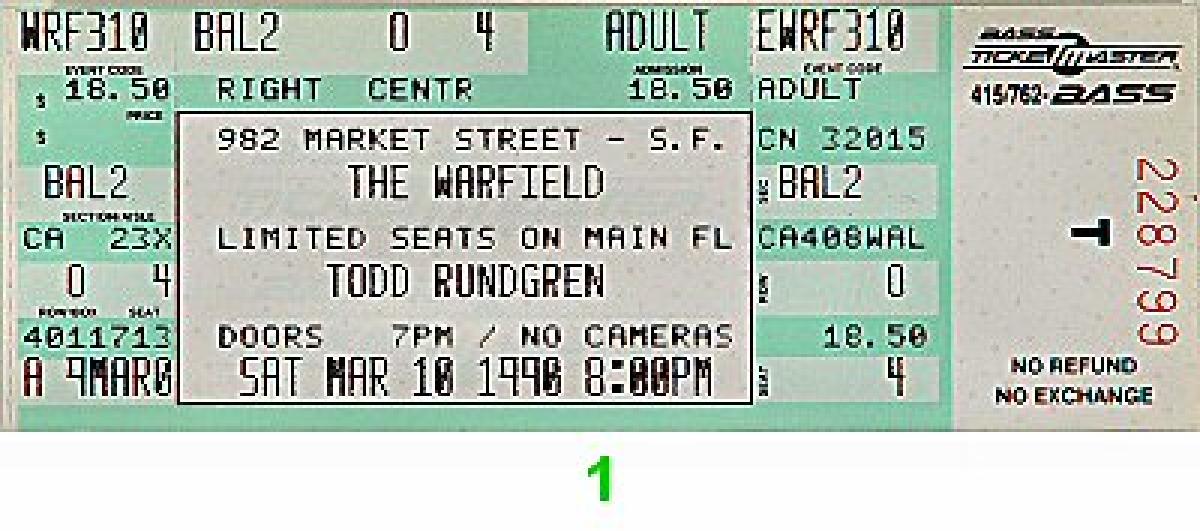 WRF310 BAL2 0 4 ADULT EWRF310
EVENT CODE ADMISSION EVENT CODE
$ 18.50 RIGHT CENTR 18.50 ADULT
PRICE
$ 982 MARKET STREET - S.F. CN 32015
BAL2 THE WARFIELD SEC BAL2
SECTION/AISLE
CA 23X LIMITED SEATS ON MAIN FL CA408WAL
0 4 TODD RUNDGREN 0
ROW/BOX SEAT
4011713 DOORS 7PM / NO CAMERAS 18.50
A 9MAR0 SAT MAR 10 1990 8:00PM SEAT 4
BASS
TICKETMASTER
415/762-BASS
T
228799
NO REFUND
NO EXCHANGE
1